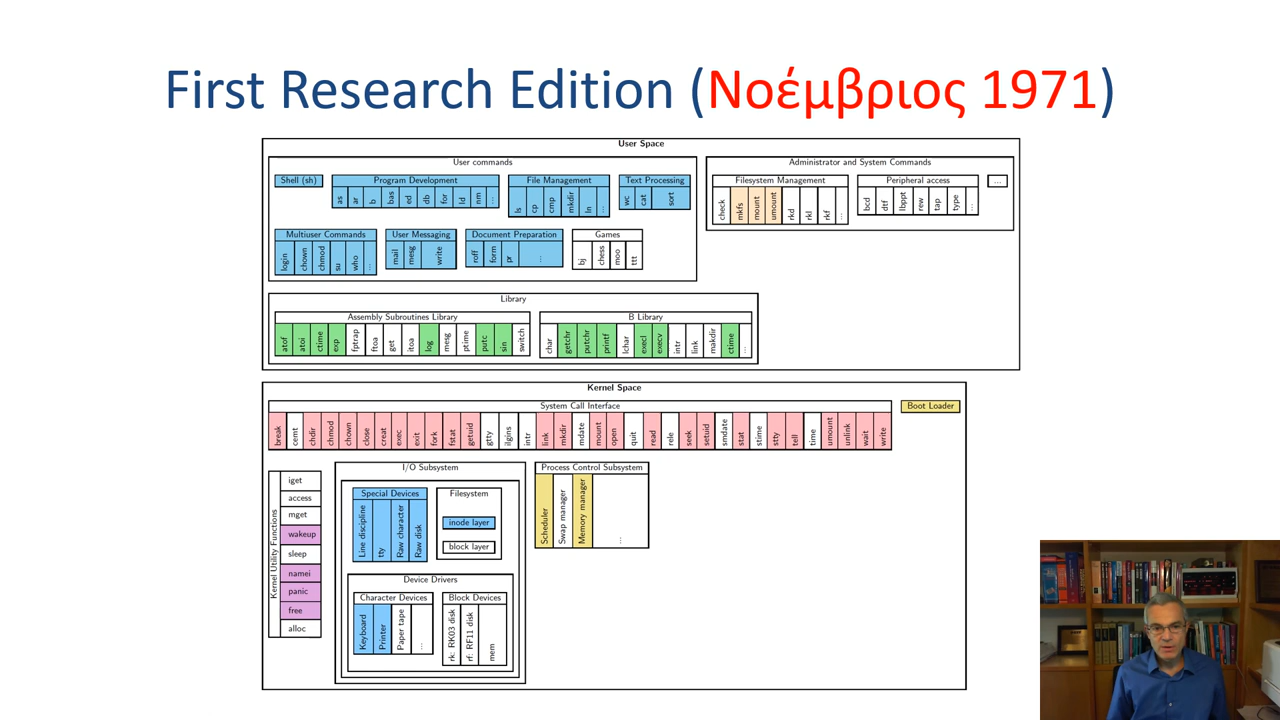 First Research Edition (Νοέμβριος 1971)
User Space
User commands
Shell (sh)
Program Development
as ar b bas ed db for ld nm ...
File Management
ls cp cmp mkdir ln ...
Text Processing
wc cat sort
Multiuser Commands
login chown chmod su who ...
User Messaging
mail mesg write
Document Preparation
roff form pr ...
Games
bj chess moo ttt
Administrator and System Commands
Filesystem Management
check mkfs mount umount rkd rkl rkf ...
Peripheral access
bcd dtf lbppt rew tap type ...
...
Library
Assembly Subroutines Library
atof atoi ctime exp fptrap ftoa get itoa log mesg ptime putc sin switch
B Library
char getchr putchr printf lchar execl execv intr link makdir ctime ...
Kernel Space
System Call Interface
break cemt chdir chmod chown close creat exec exit fork fstat getuid gtty ilgins intr link mkdir mdate mount open quit read rele seek setuid smdate stat stime stty tell time umount unlink wait write
Boot Loader
Kernel Utility Functions
iget
access
mget
wakeup
sleep
namei
panic
free
alloc
I/O Subsystem
Special Devices
Line discipline
tty
Raw character
Raw disk
Filesystem
inode layer
block layer
Device Drivers
Character Devices
Keyboard
Printer
Paper tape
...
Block Devices
rk: RK03 disk
rf: RF11 disk
mem
Process Control Subsystem
Scheduler
Swap manager
Memory manager
...